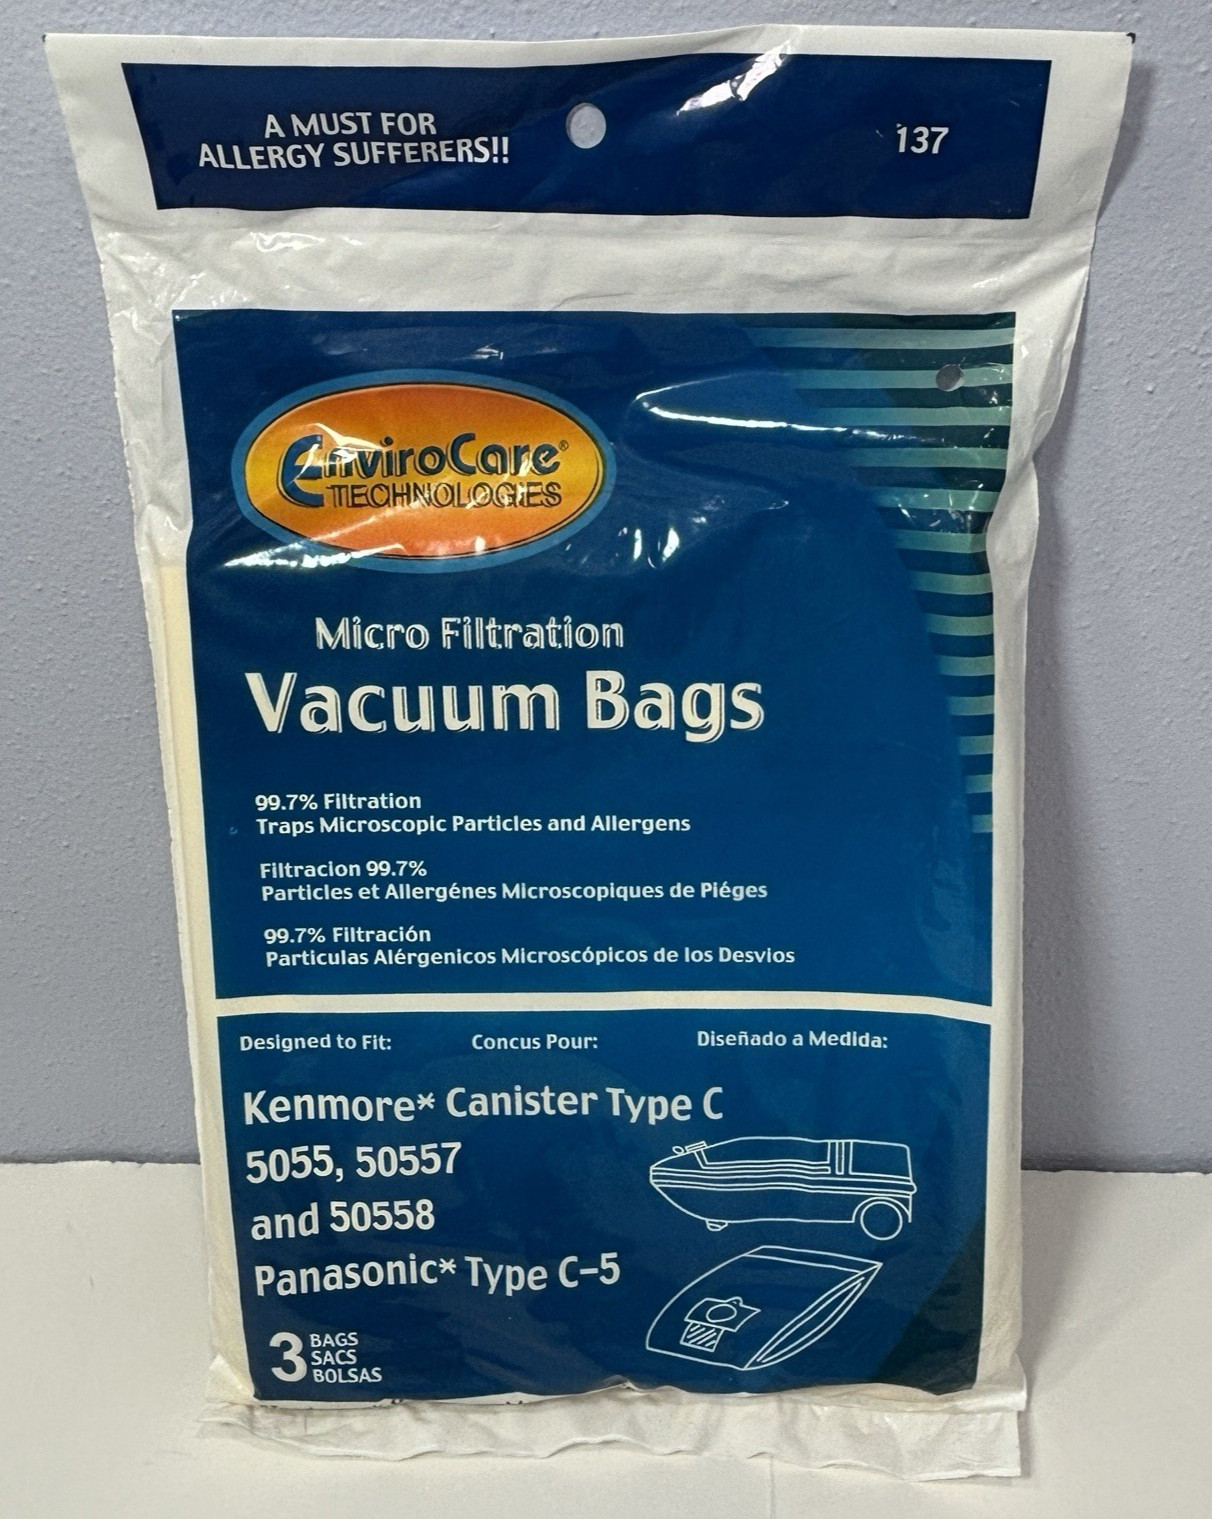 A MUST FOR
ALLERGY SUFFERERS!!
137
EnviroCare®
TECHNOLOGIES
Micro Filtration
Vacuum Bags
99.7% Filtration
Traps Microscopic Particles and Allergens
Filtracion 99.7%
Particles et Allergénes Microscopiques de Piéges
99.7% Filtración
Particulas Alérgenicos Microscópicos de los Desvios
Designed to Fit:
Concus Pour:
Diseñado a Medida:
Kenmore* Canister Type C
5055, 50557
and 50558
Panasonic* Type C-5
3 BAGS
SACS
BOLSAS